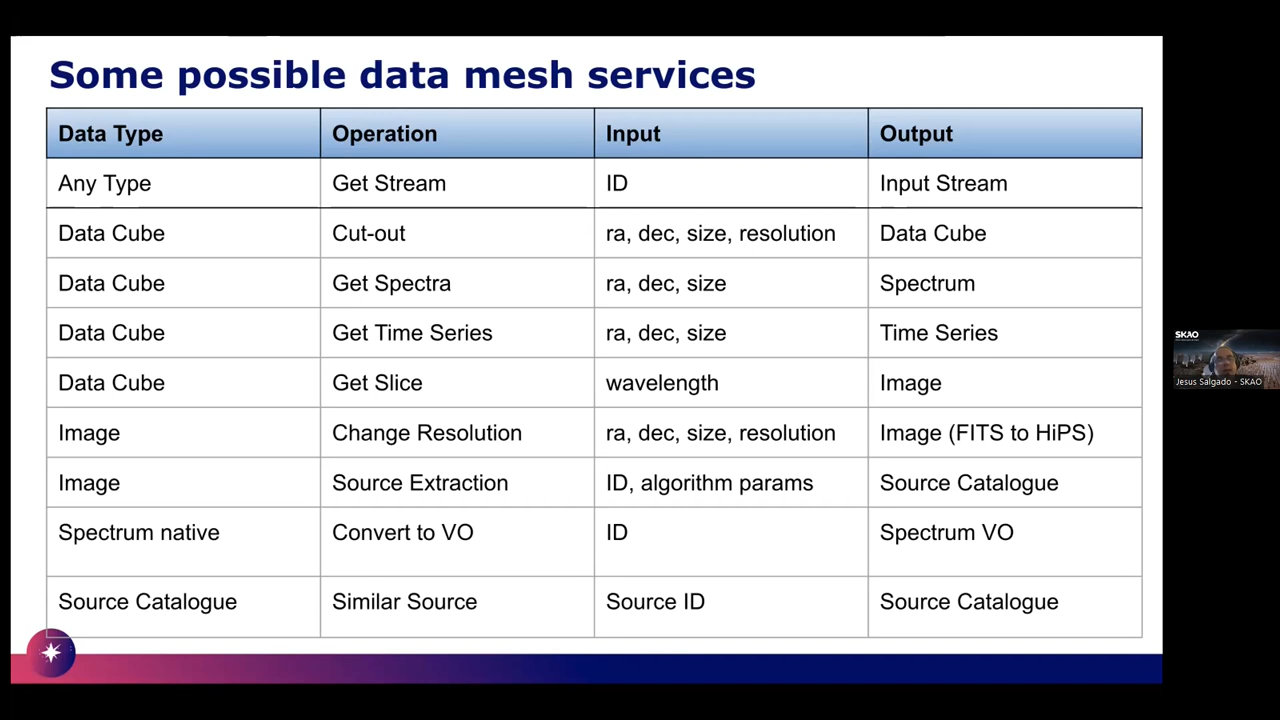 Some possible data mesh services
Data Type Operation Input Output
Any Type Get Stream ID Input Stream
Data Cube Cut-out ra, dec, size, resolution Data Cube
Data Cube Get Spectra ra, dec, size Spectrum
Data Cube Get Time Series ra, dec, size Time Series
Data Cube Get Slice wavelength Image
Image Change Resolution ra, dec, size, resolution Image (FITS to HiPS)
Image Source Extraction ID, algorithm params Source Catalogue
Spectrum native Convert to VO ID Spectrum VO
Source Catalogue Similar Source Source ID Source Catalogue
SKAO
Jesus Salgado - SKAO